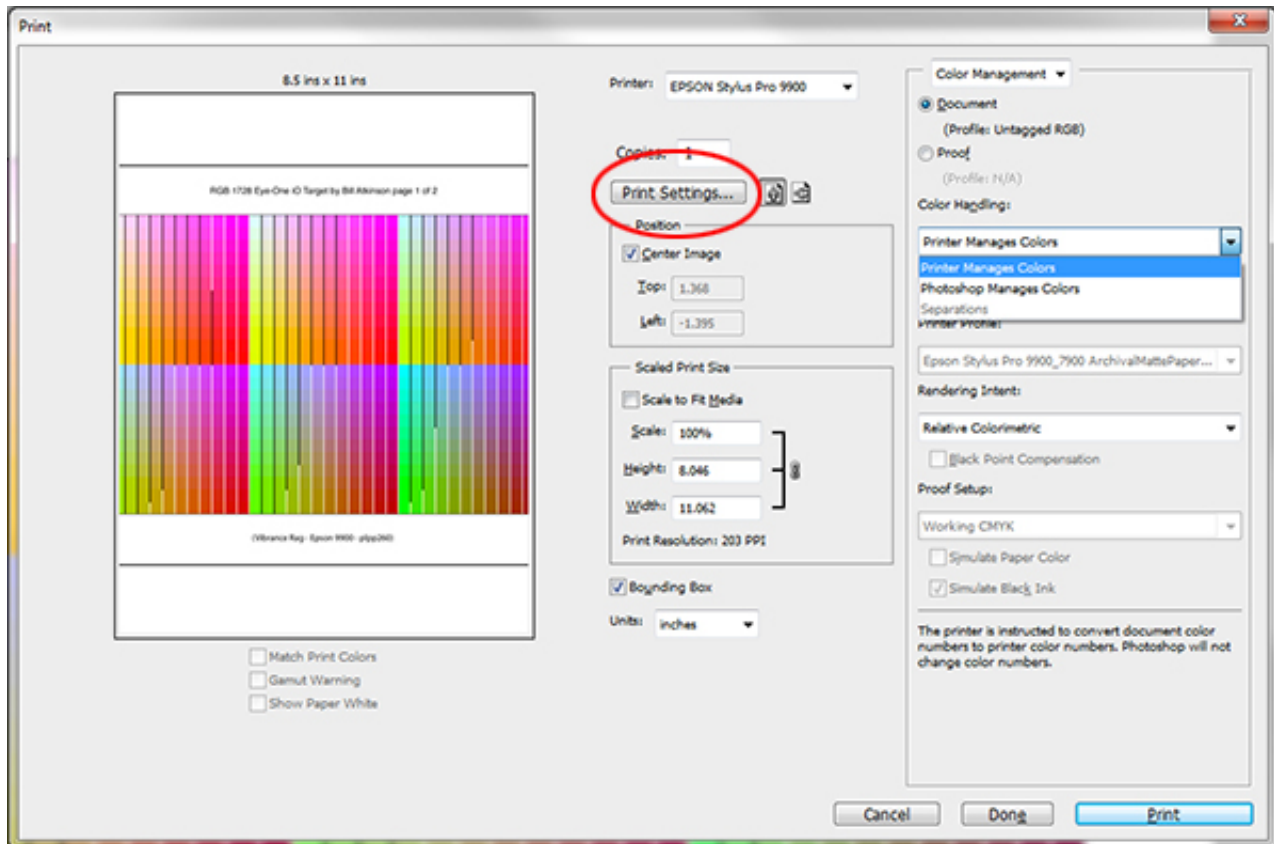 Print
8.5 ins x 11 ins
RGB 1728 Eye-One iO Target by Bill Atkinson page 1 of 2
(Vibrance Rag - Epson 9900 - plpp260)
Match Print Colors
Gamut Warning
Show Paper White
Printer: EPSON Stylus Pro 9900
Copies: 1
Print Settings...
Position
Center Image
Top: 1.368
Left: -1.395
Scaled Print Size
Scale to Fit Media
Scale: 100%
Height: 8.046
Width: 11.062
Print Resolution: 203 PPI
Bounding Box
Units: inches
Color Management
Document
(Profile: Untagged RGB)
Proof
(Profile: N/A)
Color Handling:
Printer Manages Colors
Printer Manages Colors
Photoshop Manages Colors
Separations
Printer Profile:
Epson Stylus Pro 9900_7900 ArchivalMattePaper...
Rendering Intent:
Relative Colorimetric
Black Point Compensation
Proof Setup:
Working CMYK
Simulate Paper Color
Simulate Black Ink
The printer is instructed to convert document color
numbers to printer color numbers. Photoshop will not
change color numbers.
Cancel
Done
Print